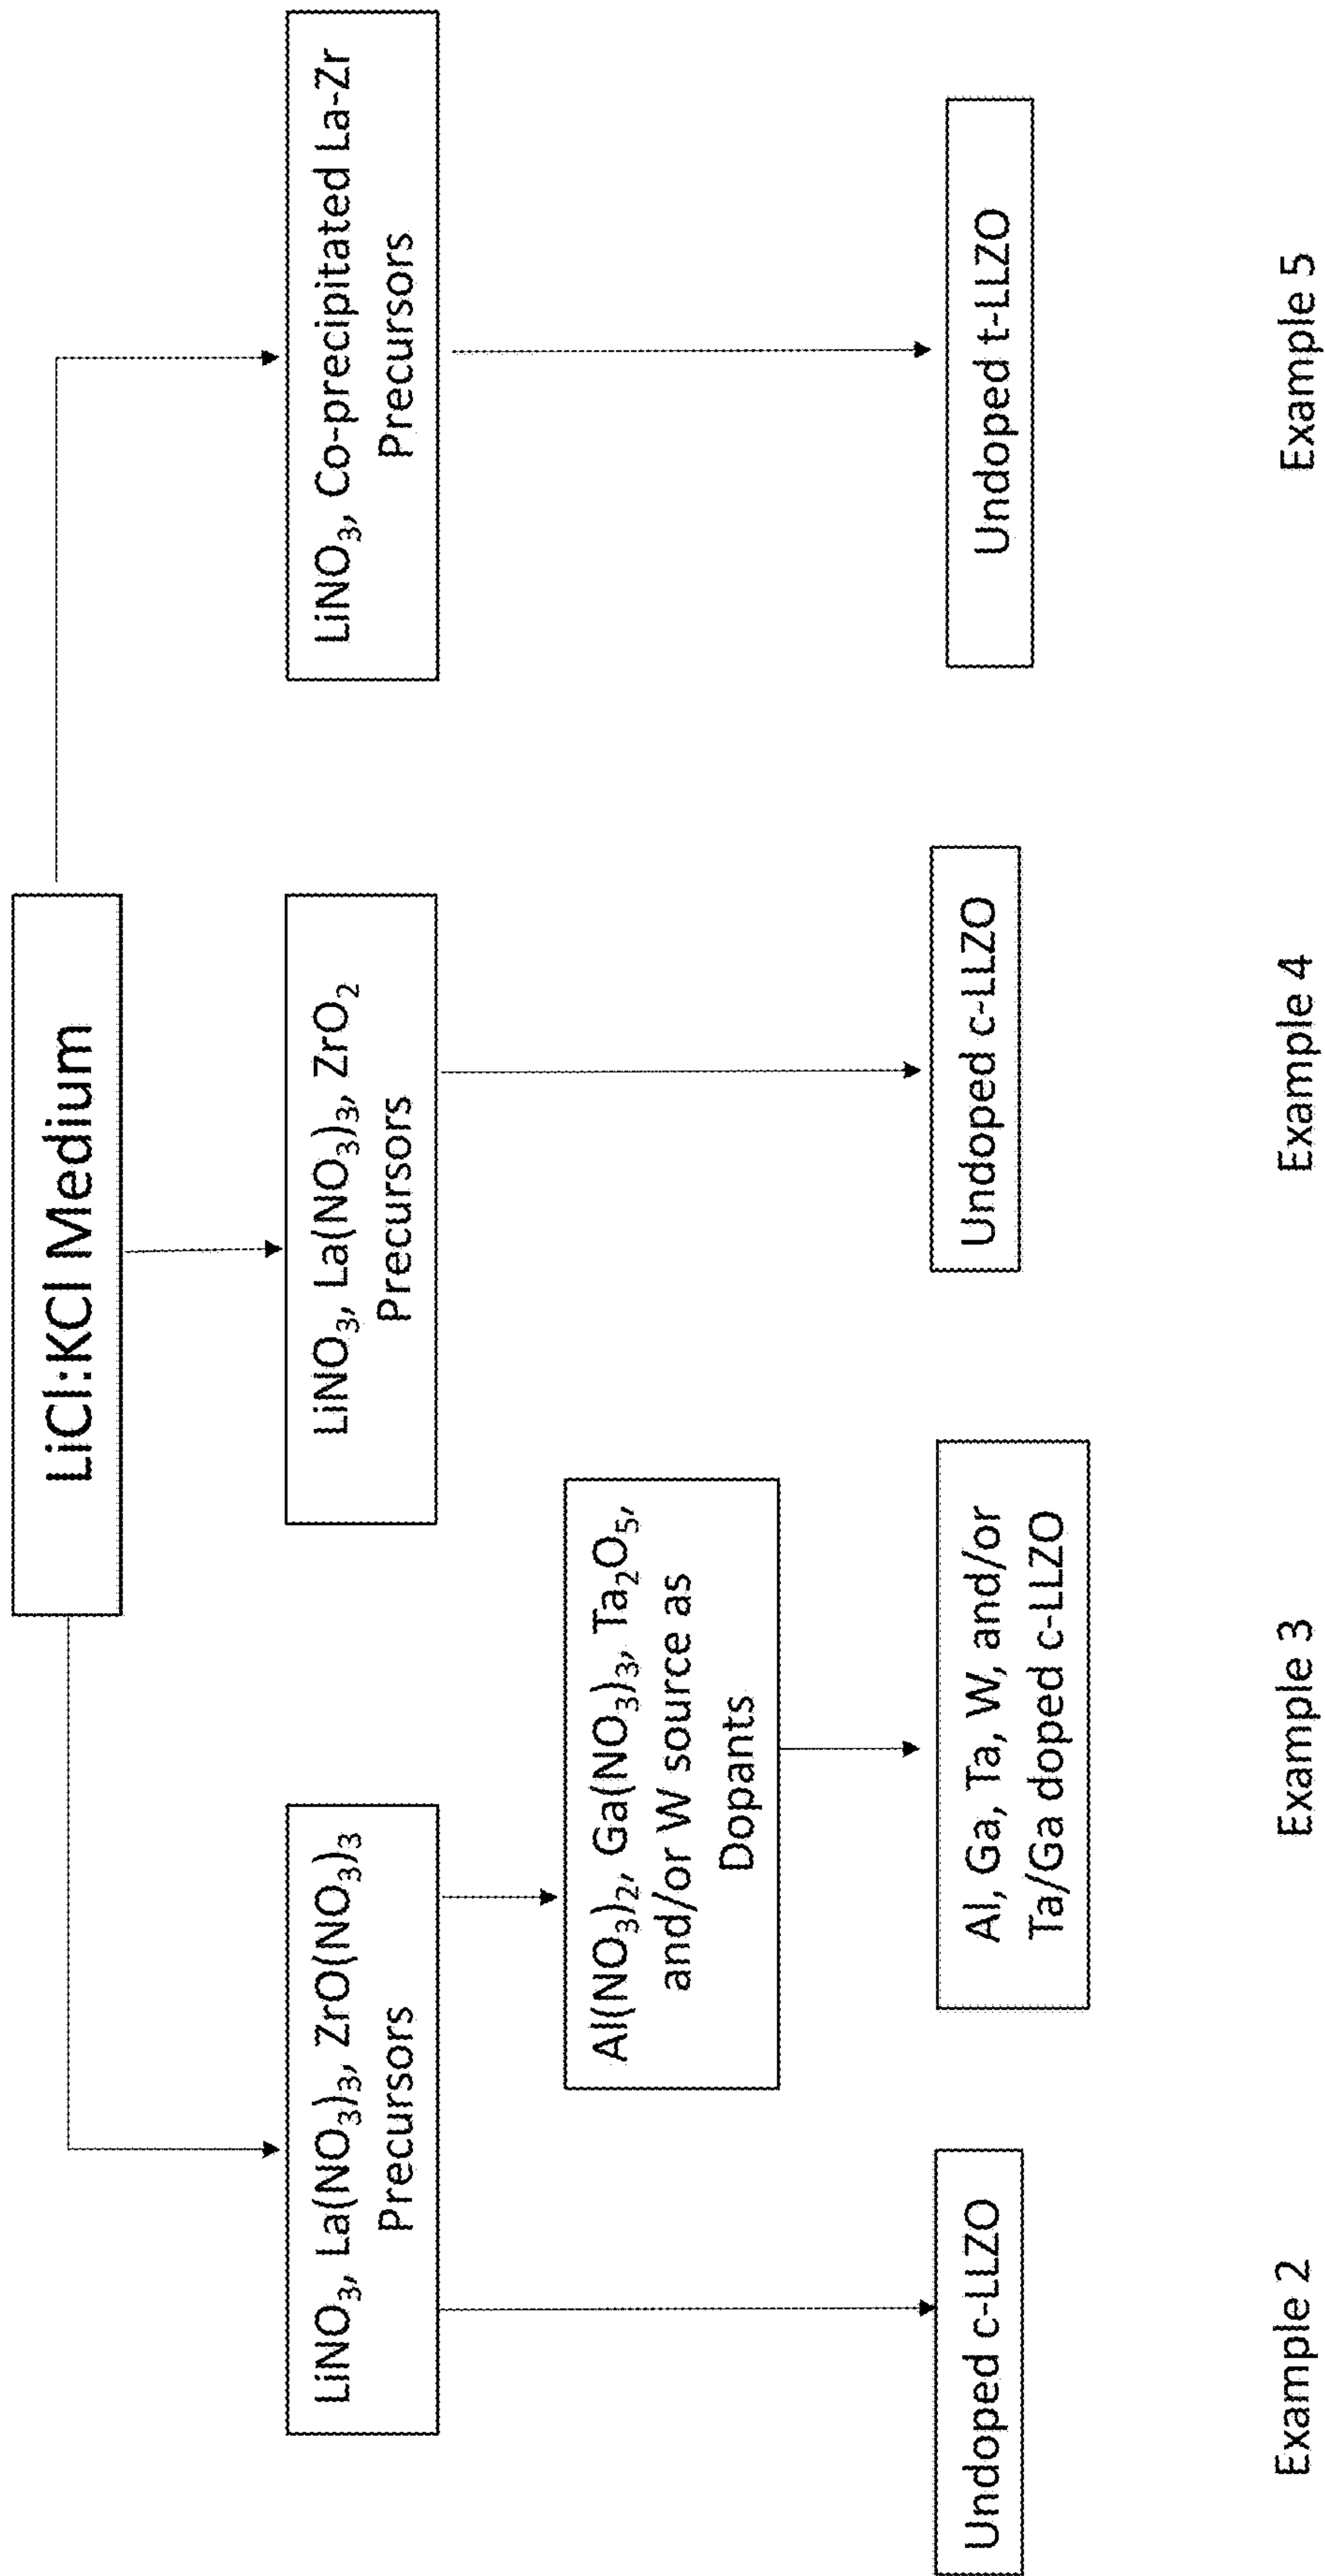 LiCl:KCl Medium
LiNO₃, La(NO₃)₃, ZrO(NO₃)₃
Precursors
LiNO₃, La(NO₃)₃, ZrO₂
Precursors
LiNO₃, Co-precipitated La-Zr
Precursors
Al(NO₃)₂, Ga(NO₃)₃, Ta₂O₅,
and/or W source as
Dopants
Undoped c-LLZO
Al, Ga, Ta, W, and/or
Ta/Ga doped c-LLZO
Undoped c-LLZO
Undoped t-LLZO
Example 2
Example 3
Example 4
Example 5